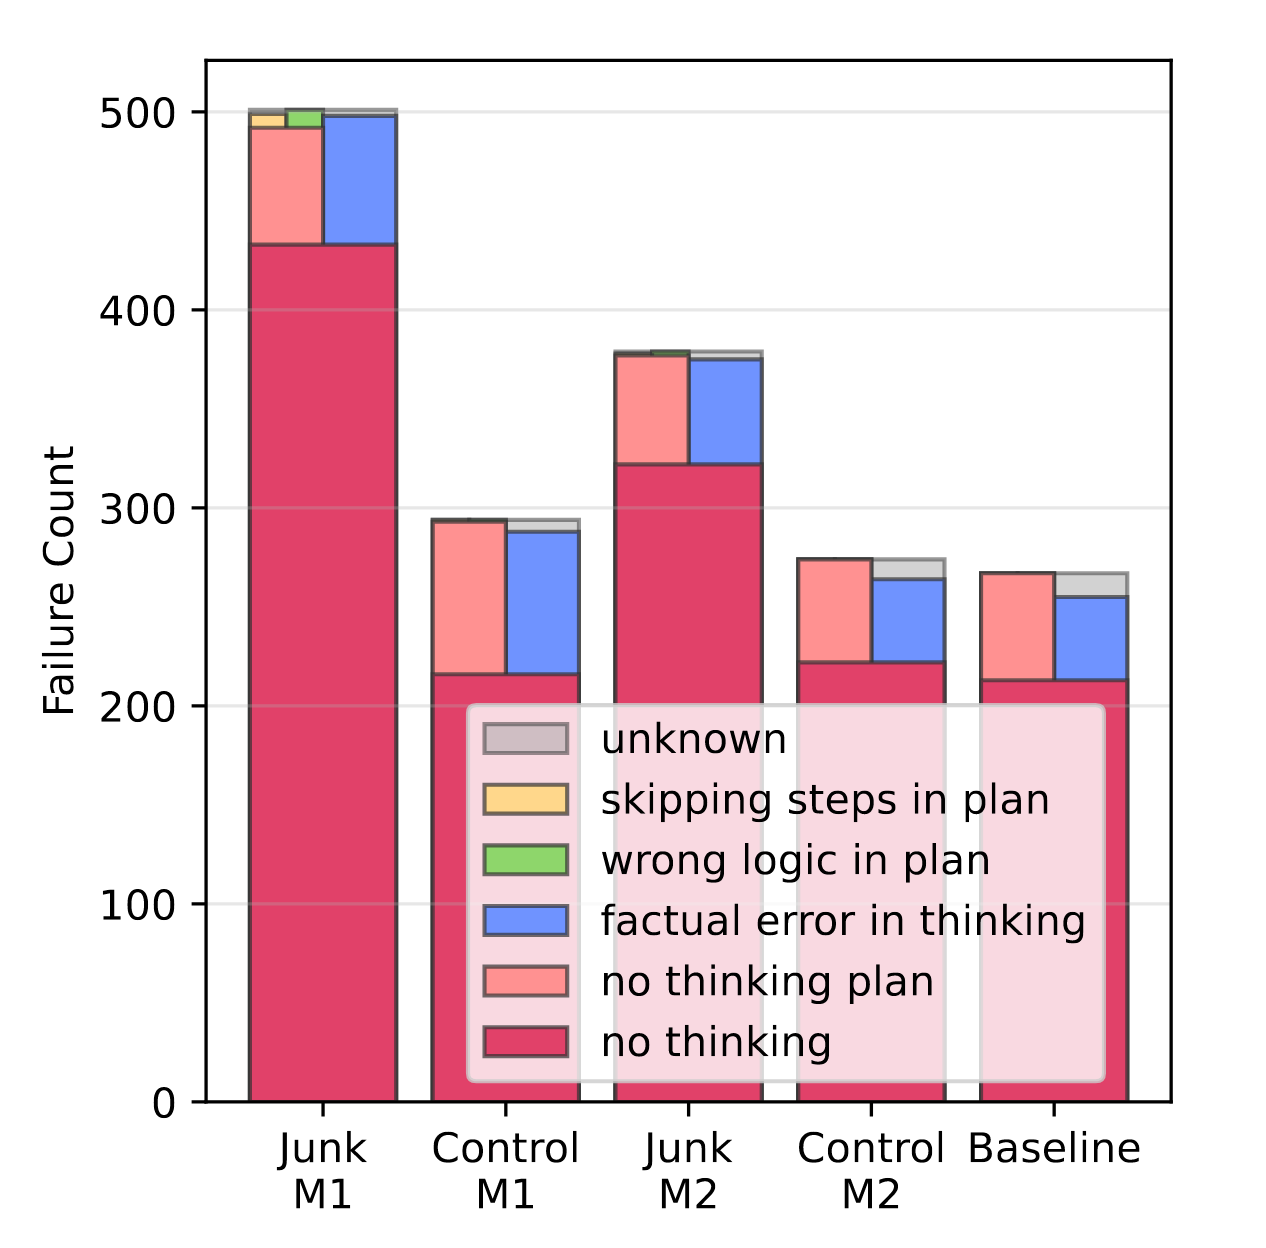 Failure Count
500
400
300
200
100
0
unknown
skipping steps in plan
wrong logic in plan
factual error in thinking
no thinking plan
no thinking
Junk
M1
Control
M1
Junk
M2
Control
M2
Baseline